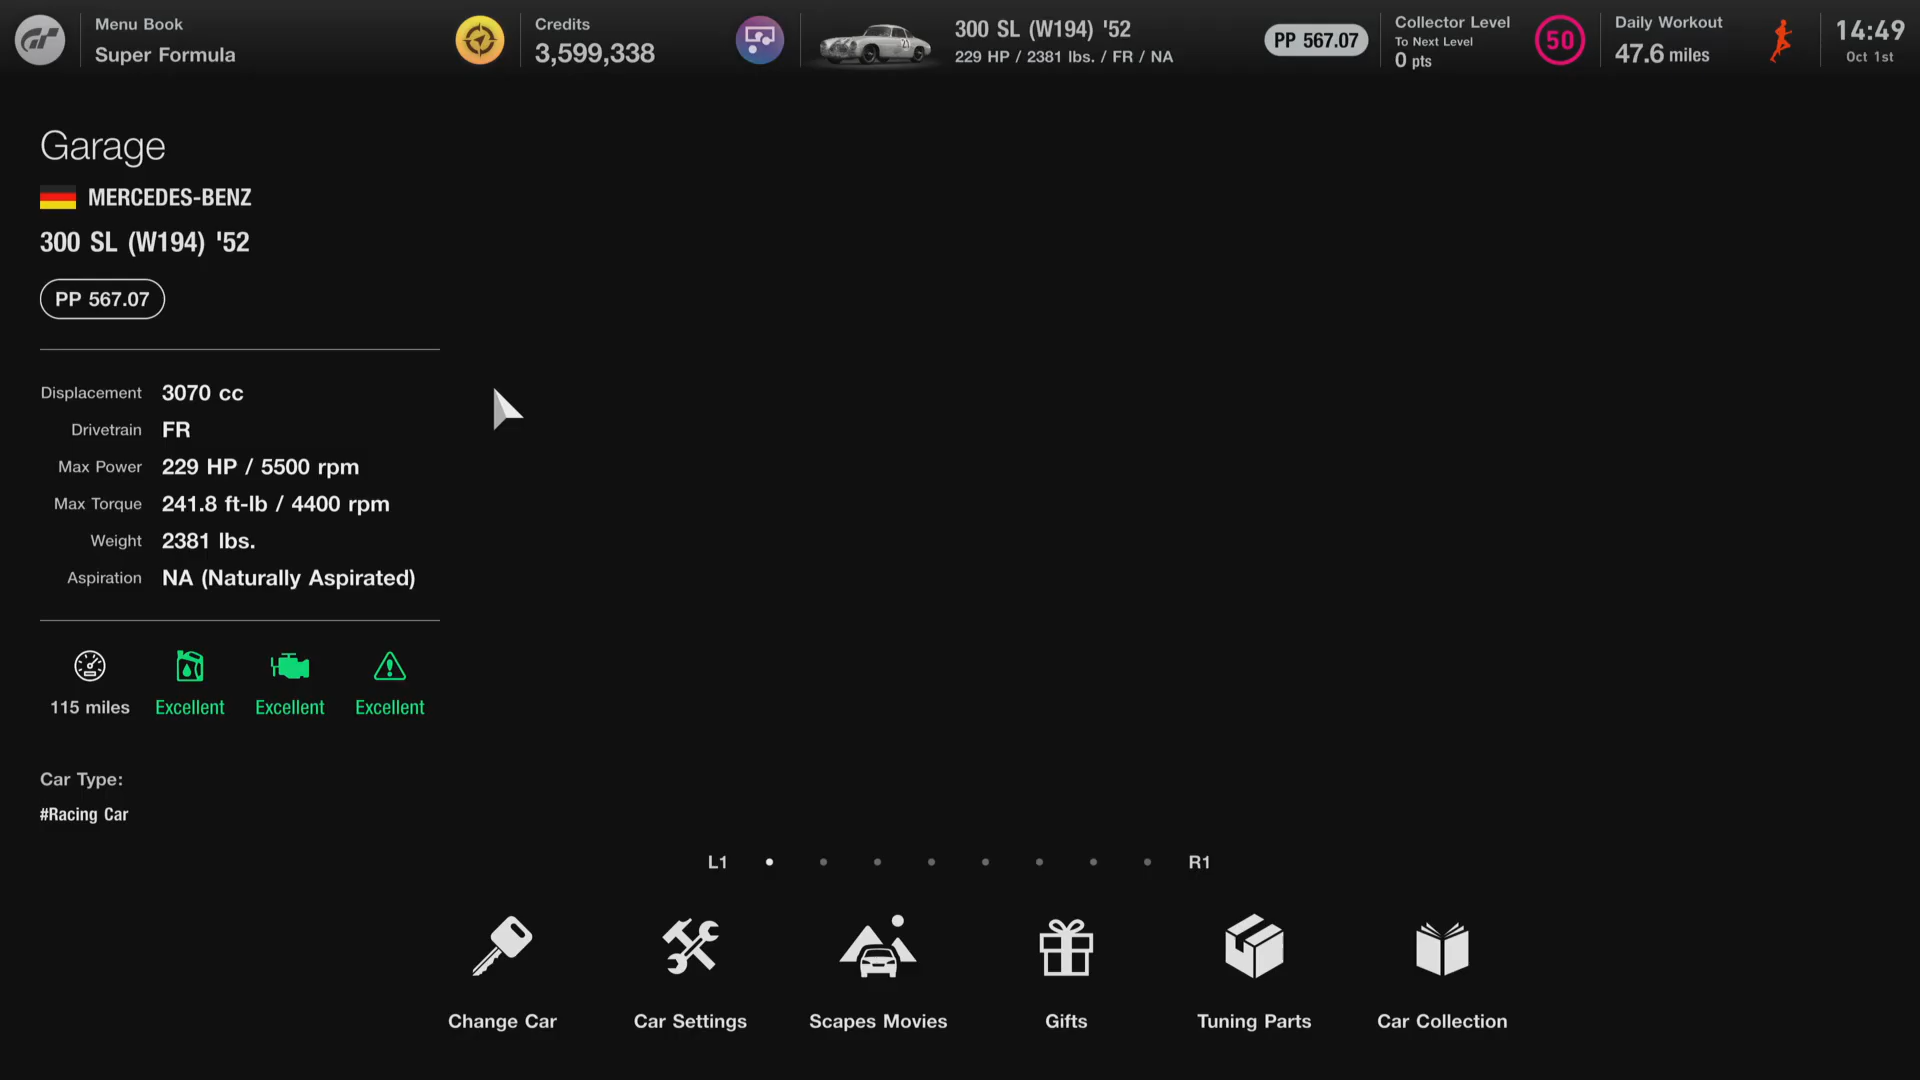 Menu Book
Super Formula
Credits
3,599,338
300 SL (W194) '52
229 HP / 2381 lbs. / FR / NA
PP 567.07
Collector Level
To Next Level
0 pts
50
Daily Workout
47.6 miles
14:49
Oct 1st
Garage
MERCEDES-BENZ
300 SL (W194) '52
PP 567.07
Displacement 3070 cc
Drivetrain FR
Max Power 229 HP / 5500 rpm
Max Torque 241.8 ft-lb / 4400 rpm
Weight 2381 lbs.
Aspiration NA (Naturally Aspirated)
115 miles Excellent Excellent Excellent
Car Type:
#Racing Car
L1 R1
Change Car Car Settings Scapes Movies Gifts Tuning Parts Car Collection